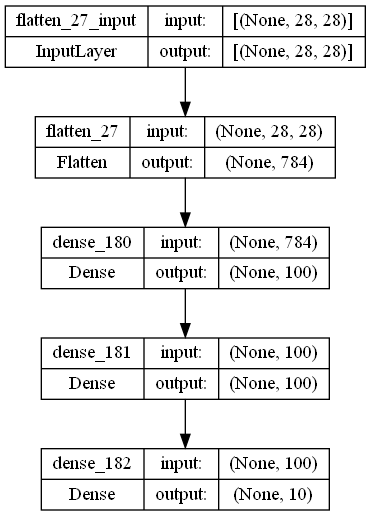 flatten_27_input input: [(None, 28, 28)]
InputLayer output: [(None, 28, 28)]
flatten_27 input: (None, 28, 28)
Flatten output: (None, 784)
dense_180 input: (None, 784)
Dense output: (None, 100)
dense_181 input: (None, 100)
Dense output: (None, 100)
dense_182 input: (None, 100)
Dense output: (None, 10)